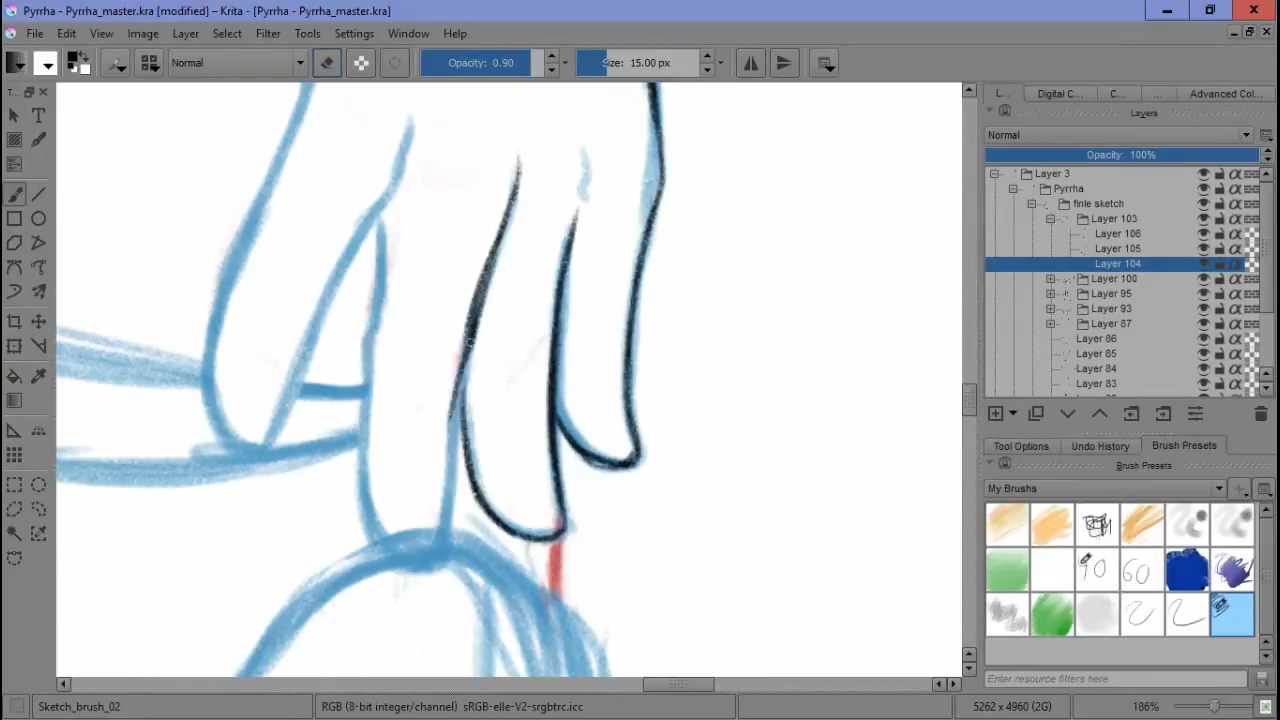 Pyrrha - Pyrrha_master.kra [modified] – Krita - [Pyrrha - Pyrrha_master.kra]
File Edit View Image Layer Select Filter Tools Settings Window Help
Normal Opacity: 0.90 Size: 15.00 px
T... L... Digital C... C... ... Advanced Col...
Layers
Normal
Opacity: 100%
Layer 3
Pyrrha
finle sketch
Layer 103
Layer 106
Layer 105
Layer 104
Layer 100
Layer 95
Layer 93
Layer 87
Layer 86
Layer 85
Layer 84
Layer 83
Tool Options Undo History Brush Presets
Brush Presets
My Brushes
10 60
Enter resource filters here
Sketch_brush_02 RGB (8-bit integer/channel) sRGB-elle-V2-srgbtrc.icc 5262 x 4960 (2G) 186%